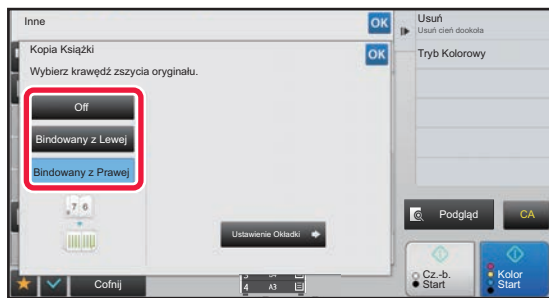 Inne
OK
Usuń
Usuń cień dookoła
Kopia Książki
OK
Tryb Kolorowy
Wybierz krawędź zszycia oryginału.
Off
Bindowany z Lewej
Bindowany z Prawej
7 6
Ustawienie Okładki
Podgląd
CA
Cofnij
4 A3
Cz.-b.
Start
Kolor
Start